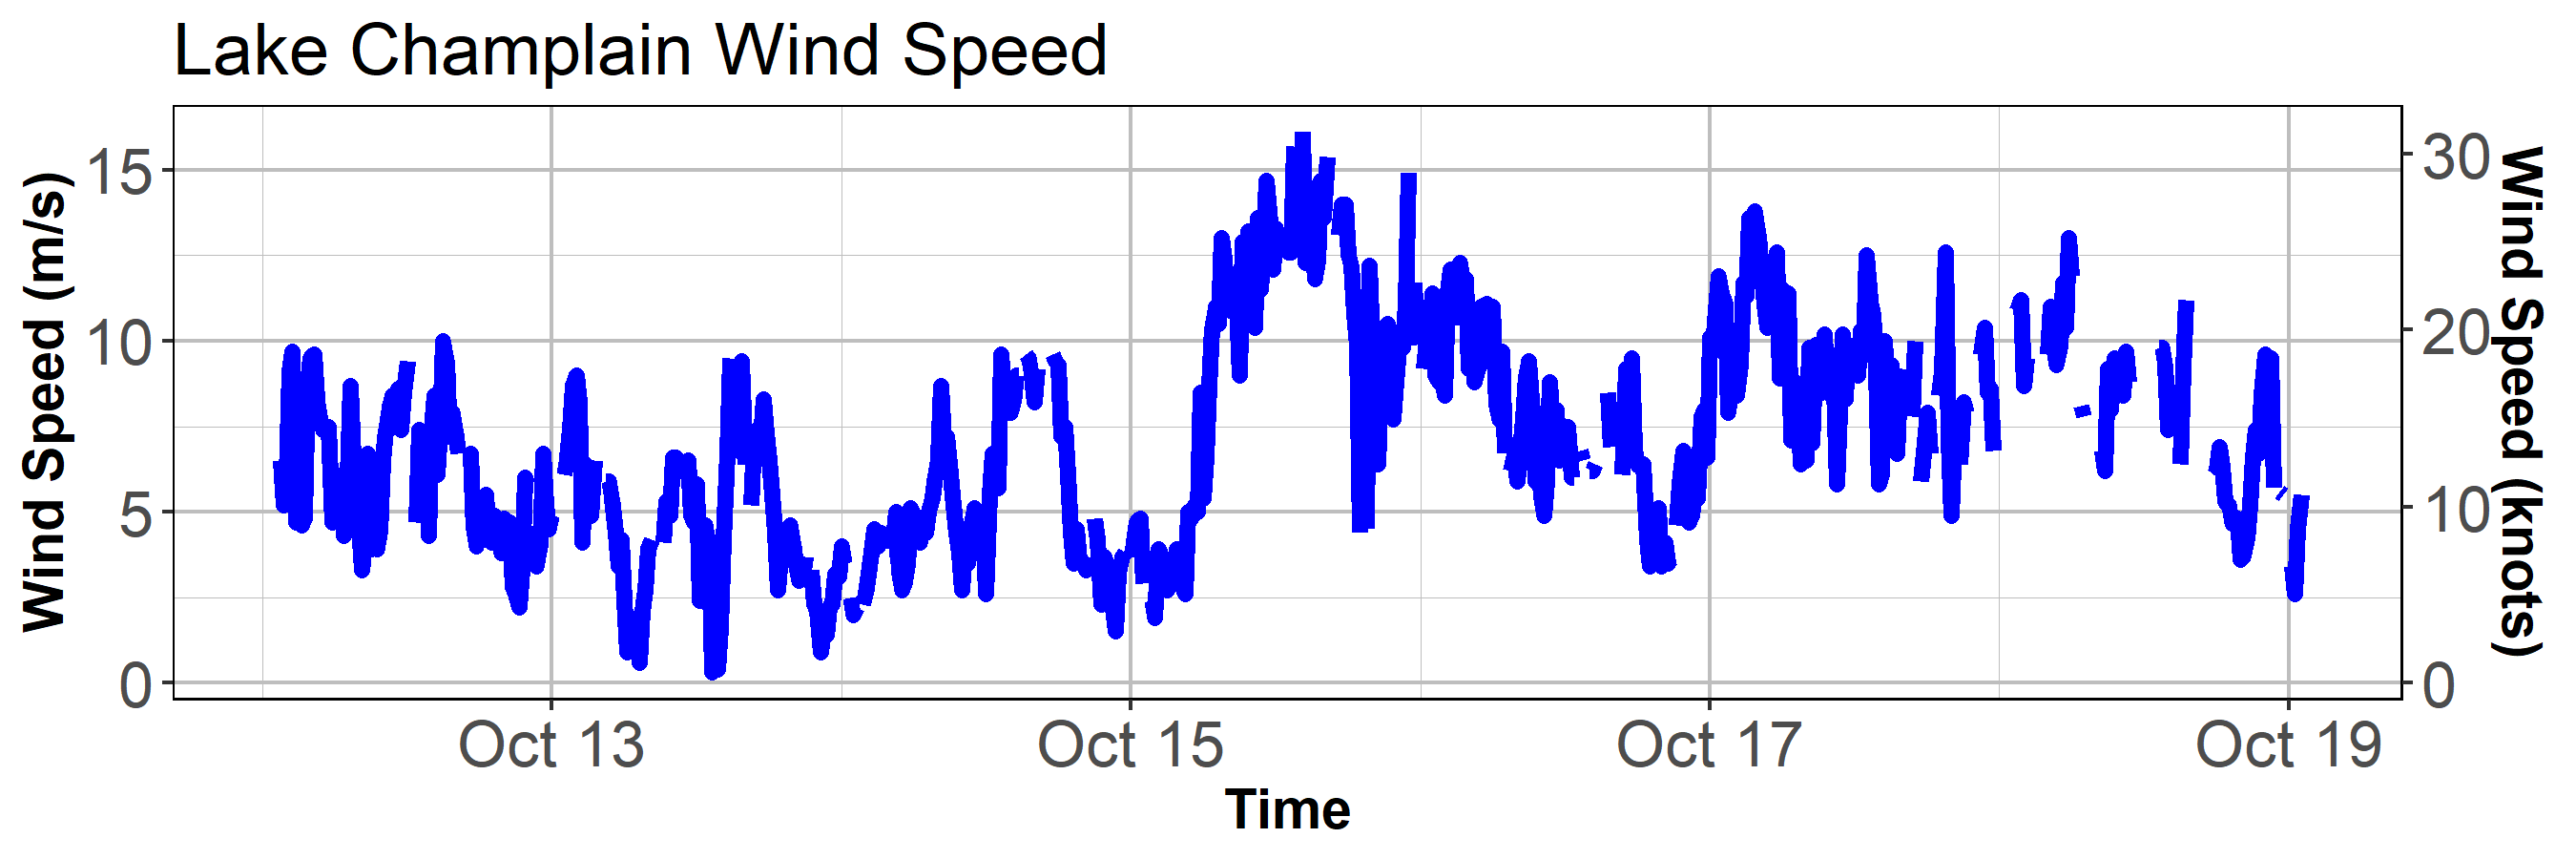 Lake Champlain Wind Speed
Wind Speed (m/s)
15
10
5
0
30
20
10
0
Wind Speed (knots)
Oct 13 Oct 15 Oct 17 Oct 19
Time